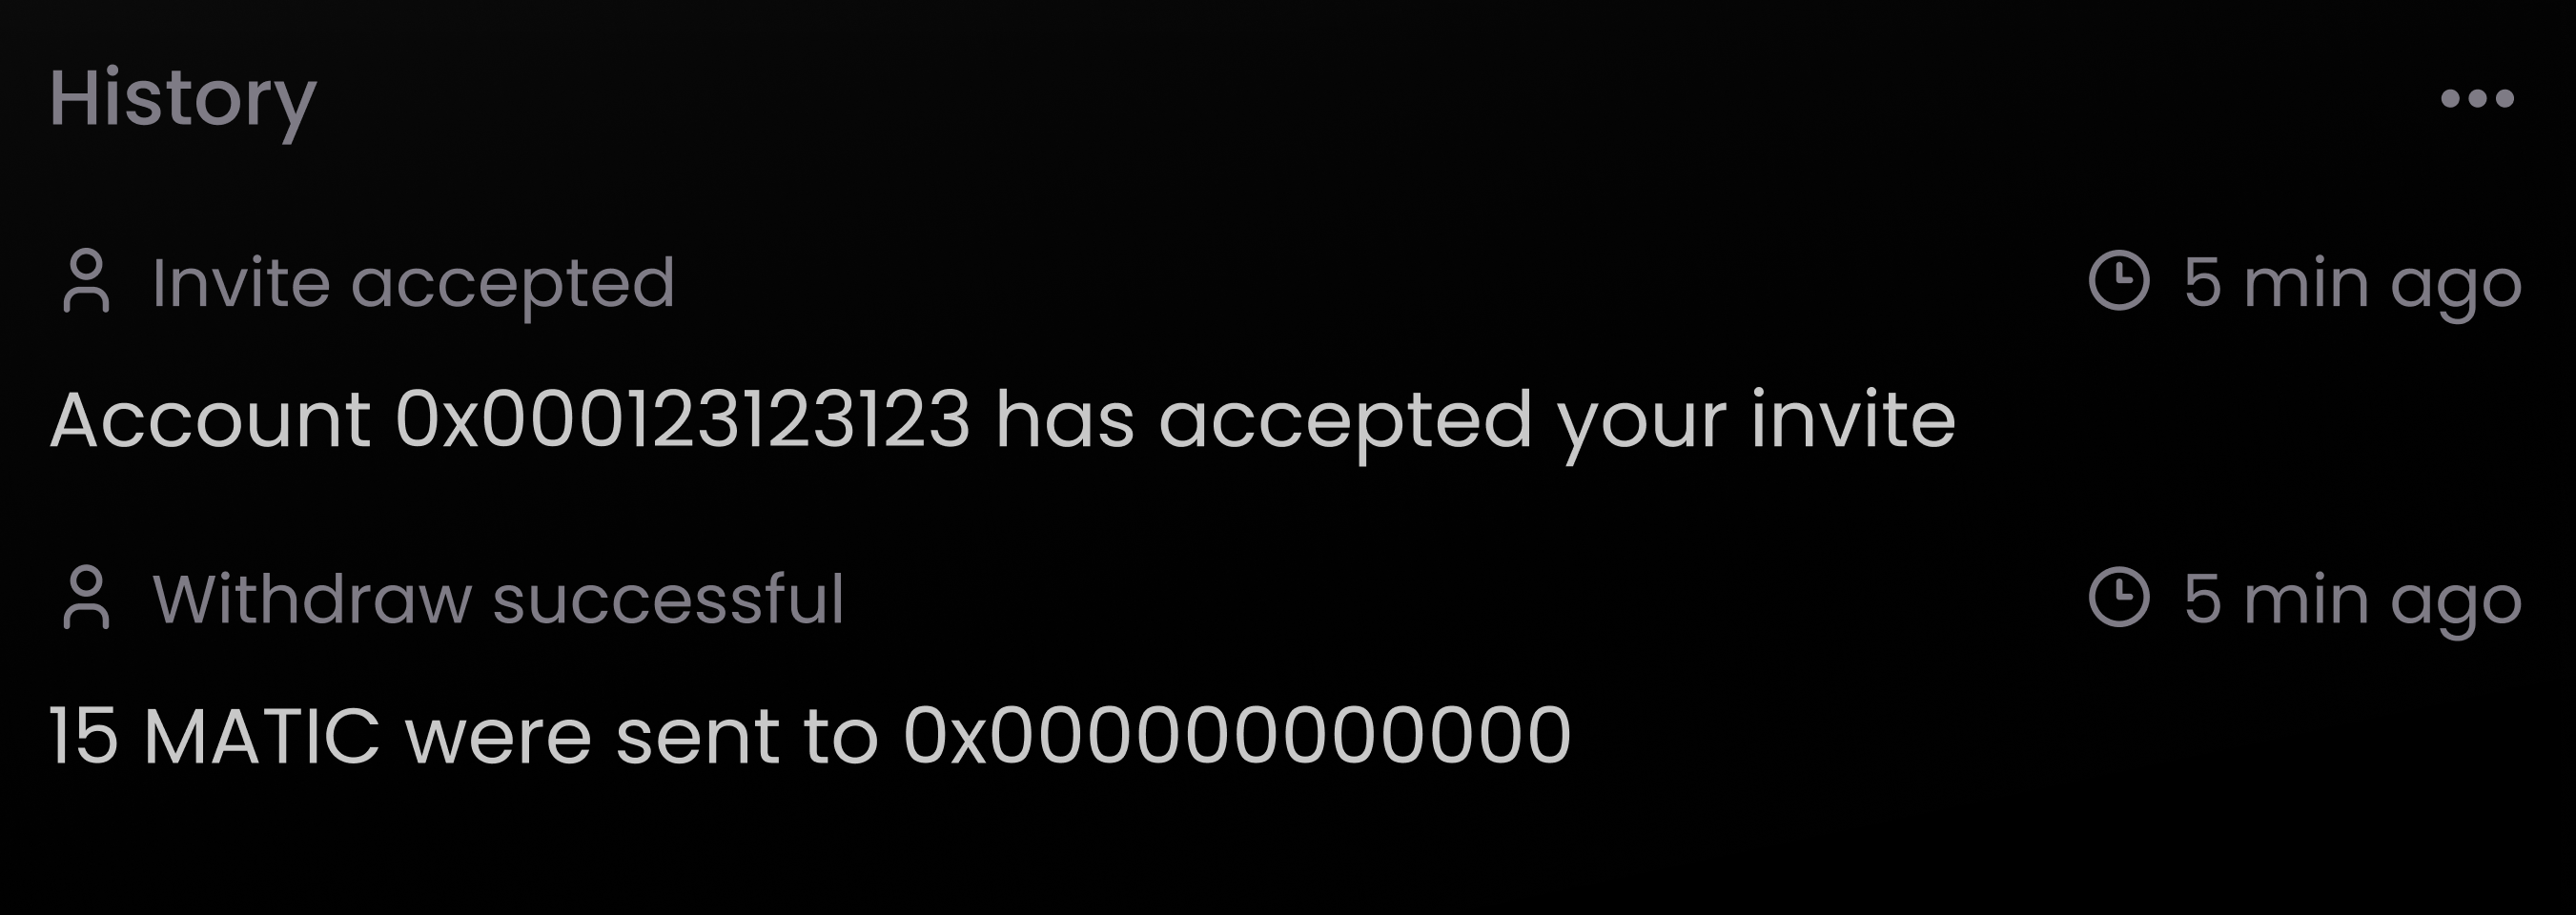 History
Invite accepted 5 min ago
Account 0x000123123123 has accepted your invite
Withdraw successful 5 min ago
15 MATIC were sent to 0x000000000000